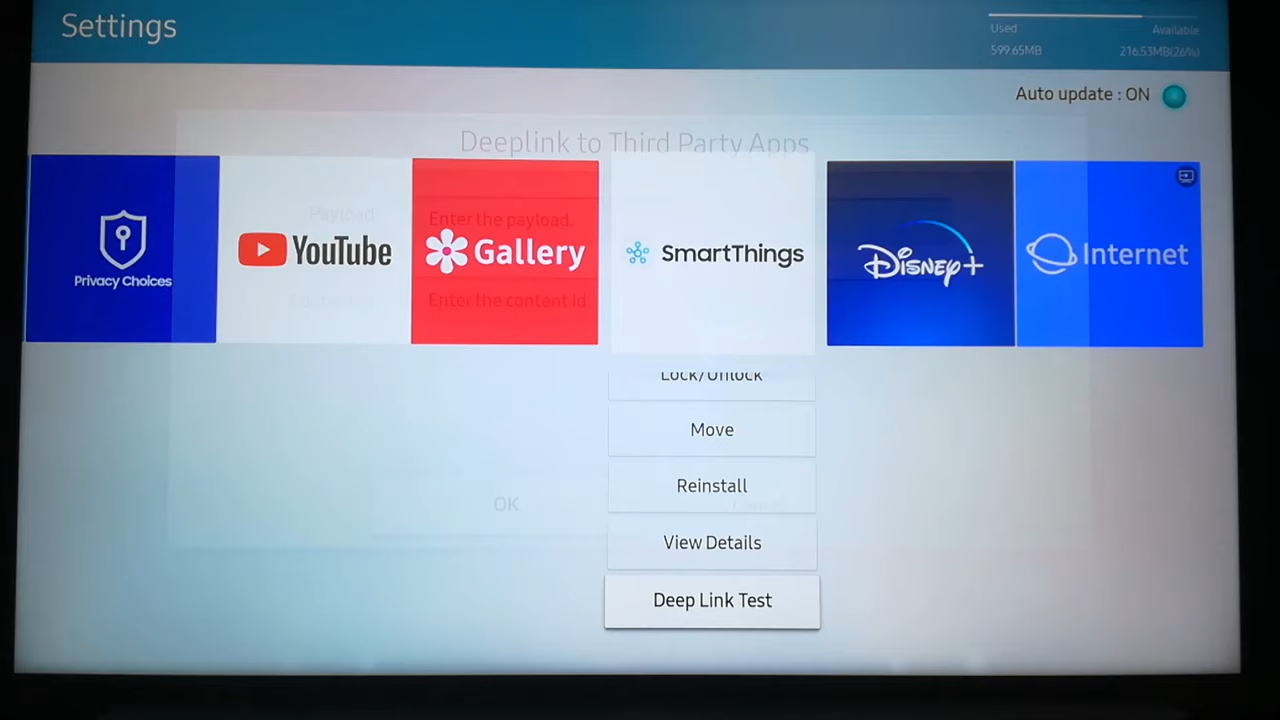 Settings
Used
Available
599.65MB
216.53MB(26%)
Auto update : ON
Deeplink to Third Party Apps
Privacy Choices
YouTube
Gallery
SmartThings
Disney+
Internet
Payload
Enter the payload.
Enter the content id.
Lock/Unlock
Move
Reinstall
OK
View Details
Deep Link Test